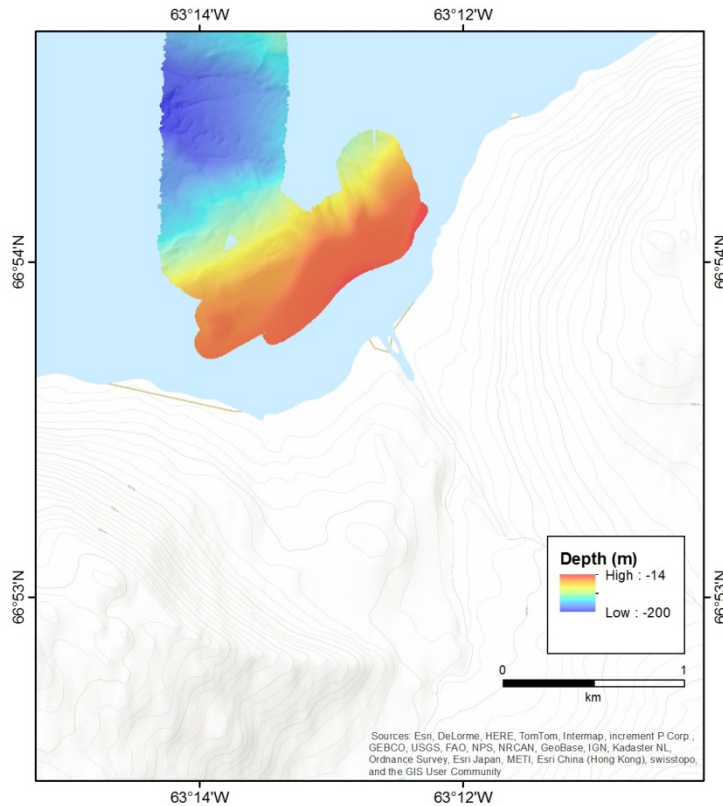 63°14'W 63°12'W
66°54'N 66°54'N
Depth (m)
High : -14
Low : -200
66°53'N 66°53'N
0 1
km
Sources: Esri, DeLorme, HERE, TomTom, Intermap, increment P Corp.,
GEBCO, USGS, FAO, NPS, NRCAN, GeoBase, IGN, Kadaster NL,
Ordnance Survey, Esri Japan, METI, Esri China (Hong Kong), swisstopo,
and the GIS User Community
63°14'W 63°12'W